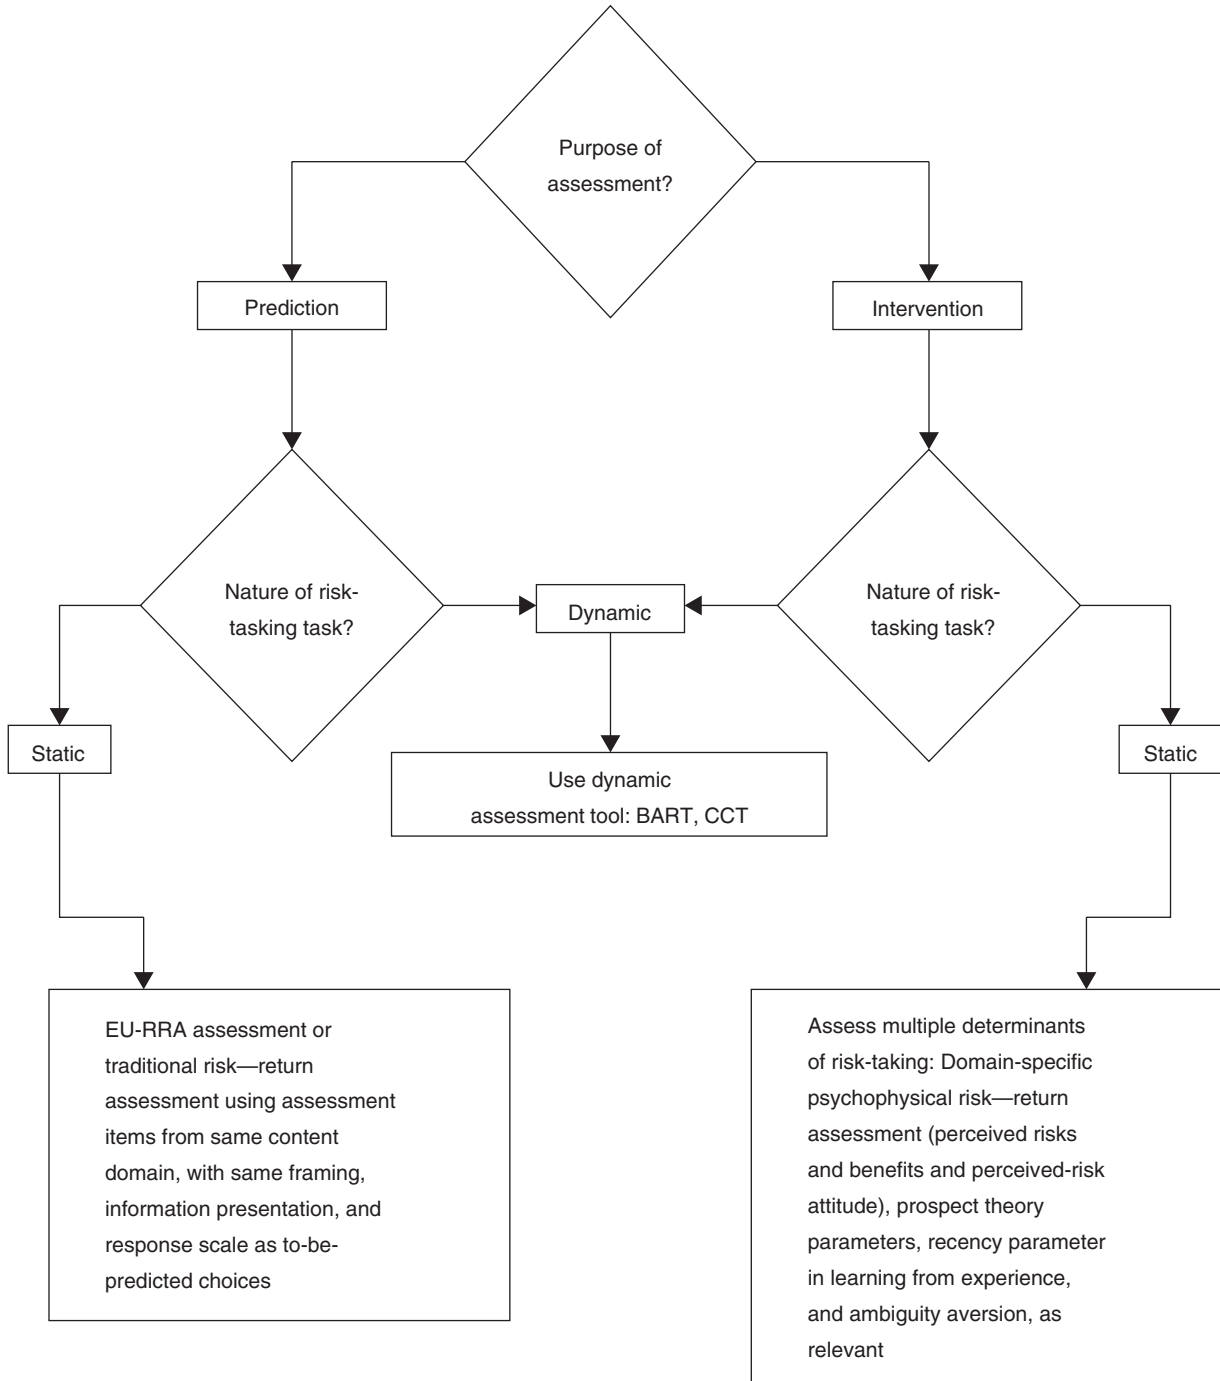 Purpose of
assessment?
Prediction
Intervention
Nature of risk-
tasking task?
Dynamic
Nature of risk-
tasking task?
Static
Use dynamic
assessment tool: BART, CCT
Static
EU-RRA assessment or
traditional risk—return
assessment using assessment
items from same content
domain, with same framing,
information presentation, and
response scale as to-be-
predicted choices
Assess multiple determinants
of risk-taking: Domain-specific
psychophysical risk—return
assessment (perceived risks
and benefits and perceived-risk
attitude), prospect theory
parameters, recency parameter
in learning from experience,
and ambiguity aversion, as
relevant